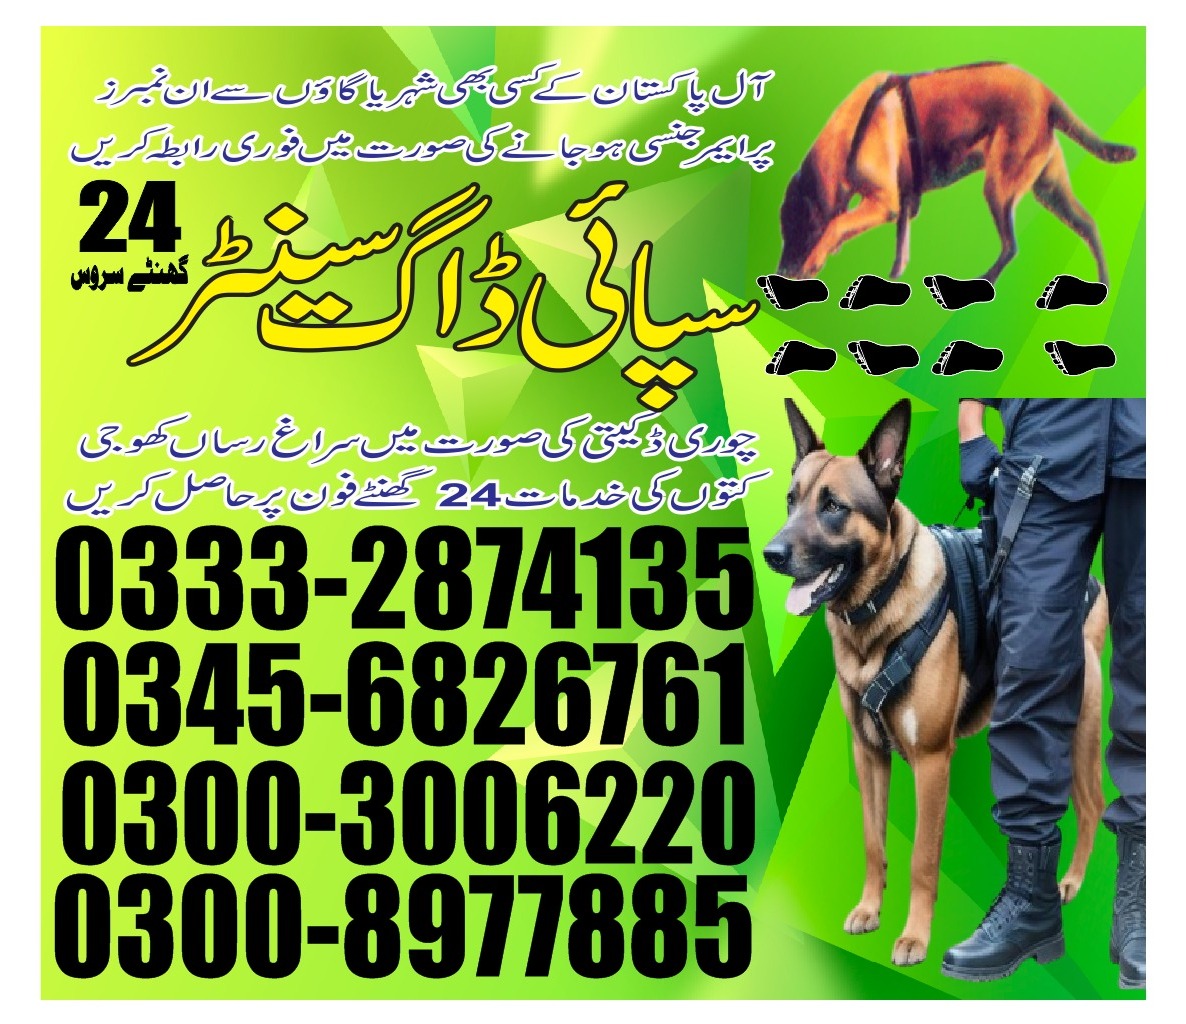 آل پاکستان کے کسی بھی شہر یا گاؤں سے ان نمبرز
پر ایمرجنسی ہو جانے کی صورت میں فوری رابطہ کریں
24
گھنٹے سروس
سپائی ڈاگ سینٹر
چوری ڈکیتی کی صورت میں سراغ رساں کھوجی
کتوں کی خدمات 24 گھنٹے فون پر حاصل کریں
0333-2874135
0345-6826761
0300-3006220
0300-8977885